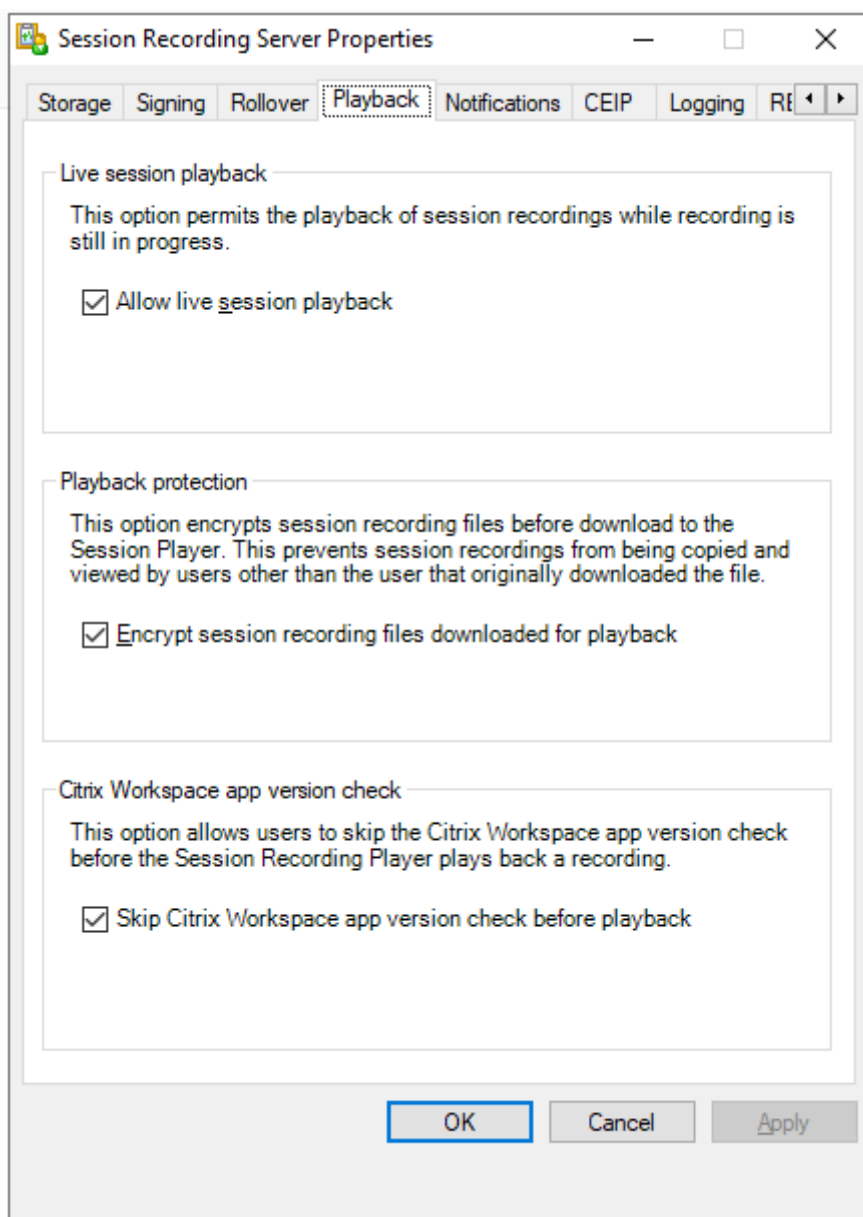 Session Recording Server Properties
Storage Signing Rollover Playback Notifications CEIP Logging RE
Live session playback
This option permits the playback of session recordings while recording is
still in progress.
Allow live session playback
Playback protection
This option encrypts session recording files before download to the
Session Player. This prevents session recordings from being copied and
viewed by users other than the user that originally downloaded the file.
Encrypt session recording files downloaded for playback
Citrix Workspace app version check
This option allows users to skip the Citrix Workspace app version check
before the Session Recording Player plays back a recording.
Skip Citrix Workspace app version check before playback
OK Cancel Apply